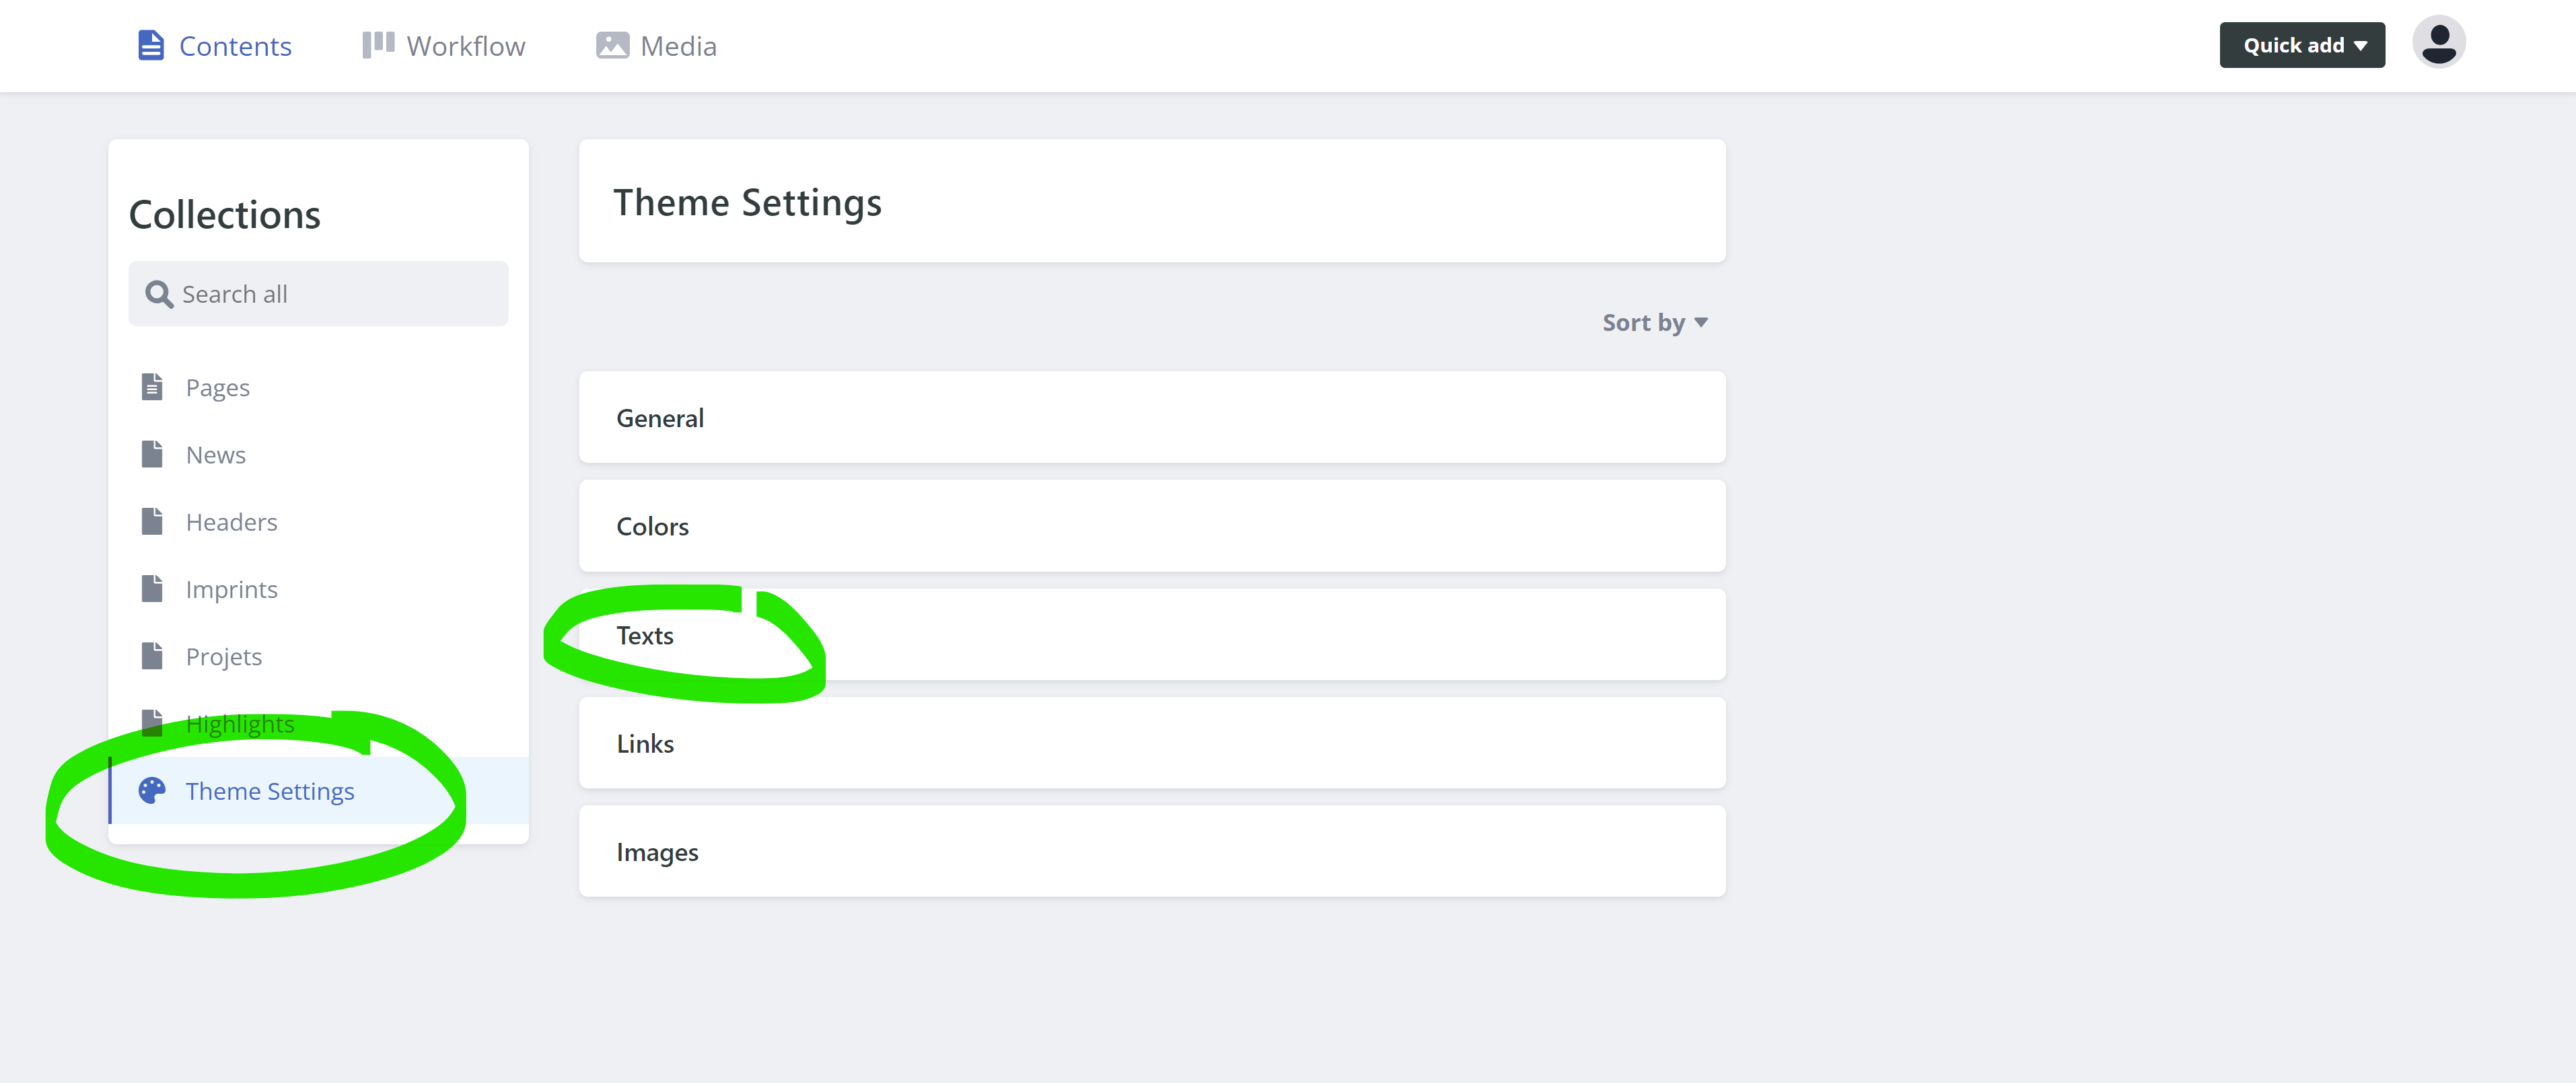 Contents
Workflow
Media
Quick add
Collections
Search all
Pages
News
Headers
Imprints
Projets
Highlights
Theme Settings
Theme Settings
Sort by
General
Colors
Texts
Links
Images